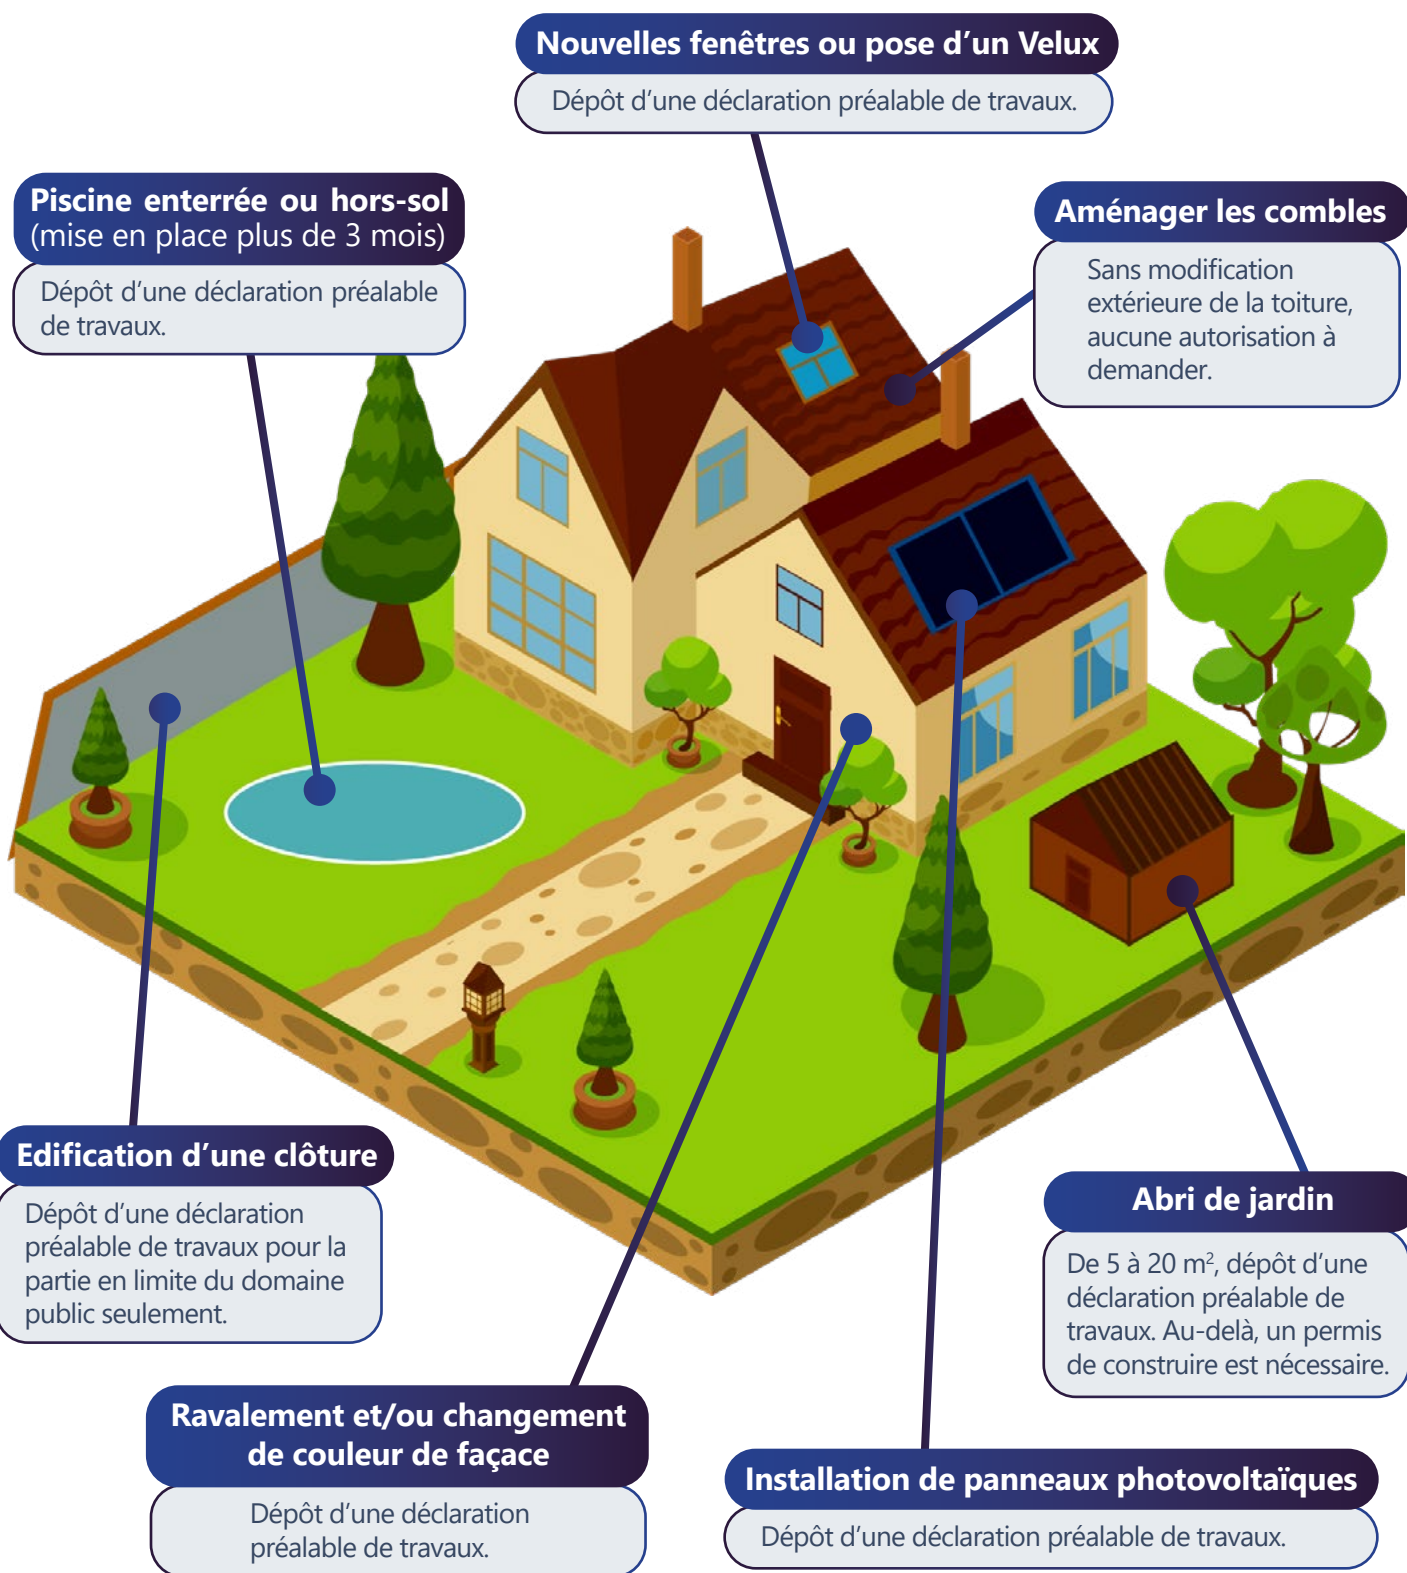 Nouvelles fenêtres ou pose d’un Velux
Dépôt d’une déclaration préalable de travaux.
Piscine enterrée ou hors-sol
(mise en place plus de 3 mois)
Dépôt d’une déclaration préalable
de travaux.
Aménager les combles
Sans modification
extérieure de la toiture,
aucune autorisation à
demander.
Edification d’une clôture
Dépôt d’une déclaration
préalable de travaux pour la
partie en limite du domaine
public seulement.
Abri de jardin
De 5 à 20 m², dépôt d’une
déclaration préalable de
travaux. Au-delà, un permis
de construire est nécessaire.
Ravalement et/ou changement
de couleur de façace
Dépôt d’une déclaration
préalable de travaux.
Installation de panneaux photovoltaïques
Dépôt d’une déclaration préalable de travaux.